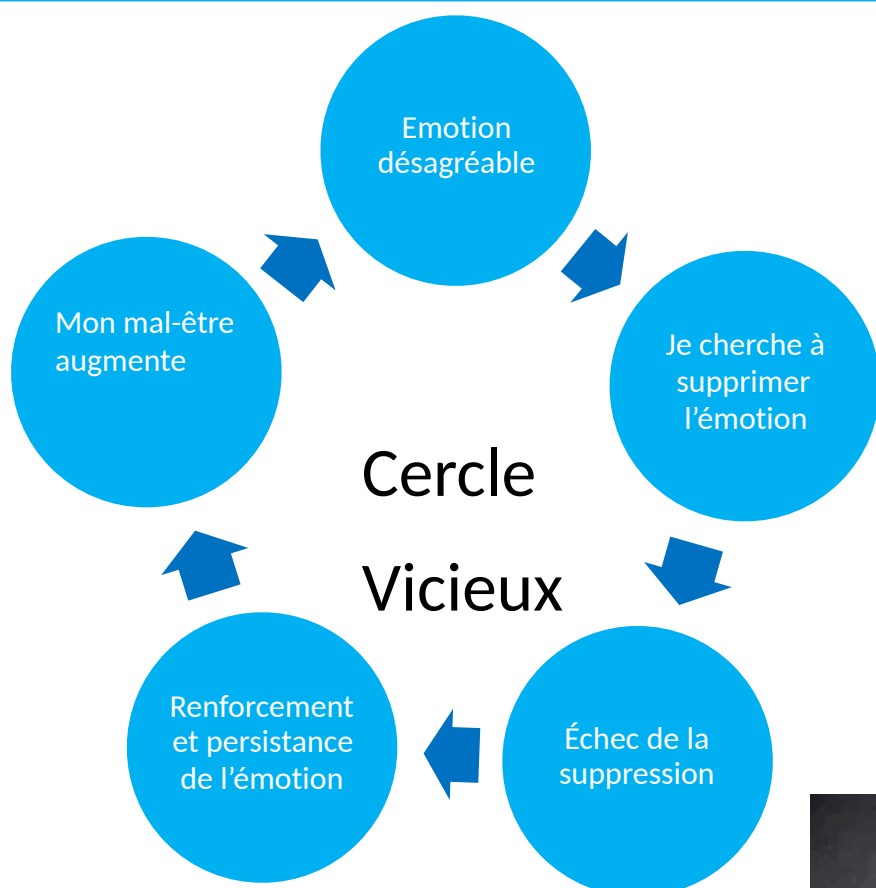 Emotion
désagréable
Je cherche à
supprimer
l’émotion
Échec de la
suppression
Renforcement
et persistance
de l’émotion
Mon mal-être
augmente
Cercle
Vicieux